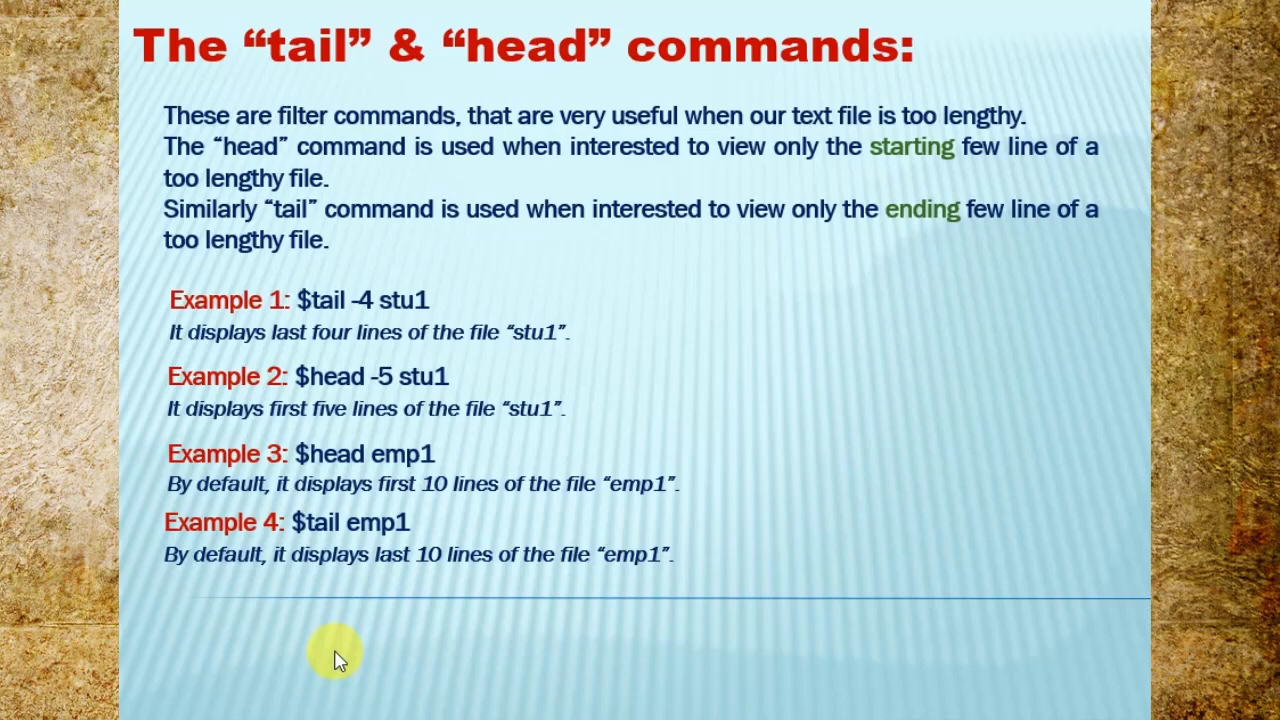 The “tail” & “head” commands:
These are filter commands, that are very useful when our text file is too lengthy.
The “head” command is used when interested to view only the starting few line of a
too lengthy file.
Similarly “tail” command is used when interested to view only the ending few line of a
too lengthy file.
Example 1: $tail -4 stu1
It displays last four lines of the file “stu1”.
Example 2: $head -5 stu1
It displays first five lines of the file “stu1”.
Example 3: $head emp1
By default, it displays first 10 lines of the file “emp1”.
Example 4: $tail emp1
By default, it displays last 10 lines of the file “emp1”.